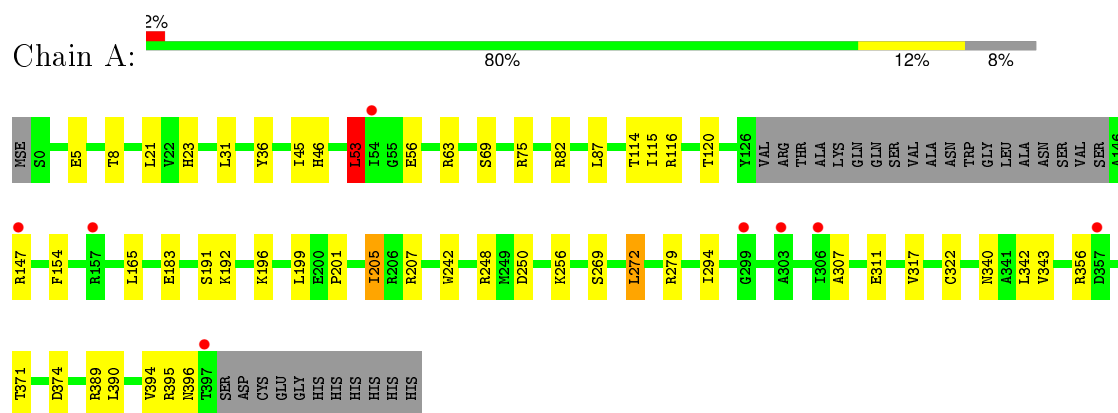 2%
Chain A:
80% 12% 8%
MSE S0 E5 T8 L21 V22 H23 L31 Y36 I45 H46 L53 I54 G55 E56 R63 S69 R75 R82 L87 T114 I115 R116 T120 Y126 VAL ARG THR ALA LYS GLN GLN SER VAL ALA ASN TRP GLY LEU ALA ASN SER VAL SER A146
R147 F154 R157 L165 E183 S191 K192 K196 L199 E200 P201 I205 R206 R207 W242 R248 M249 D250 K256 S269 L272 R279 I294 G299 A303 I306 A307 E311 V317 C322 N340 A341 L342 V343 R356 D357
T371 D374 R389 L390 V394 R395 N396 T397 SER ASP CYS GLU GLY HIS HIS HIS HIS HIS HIS